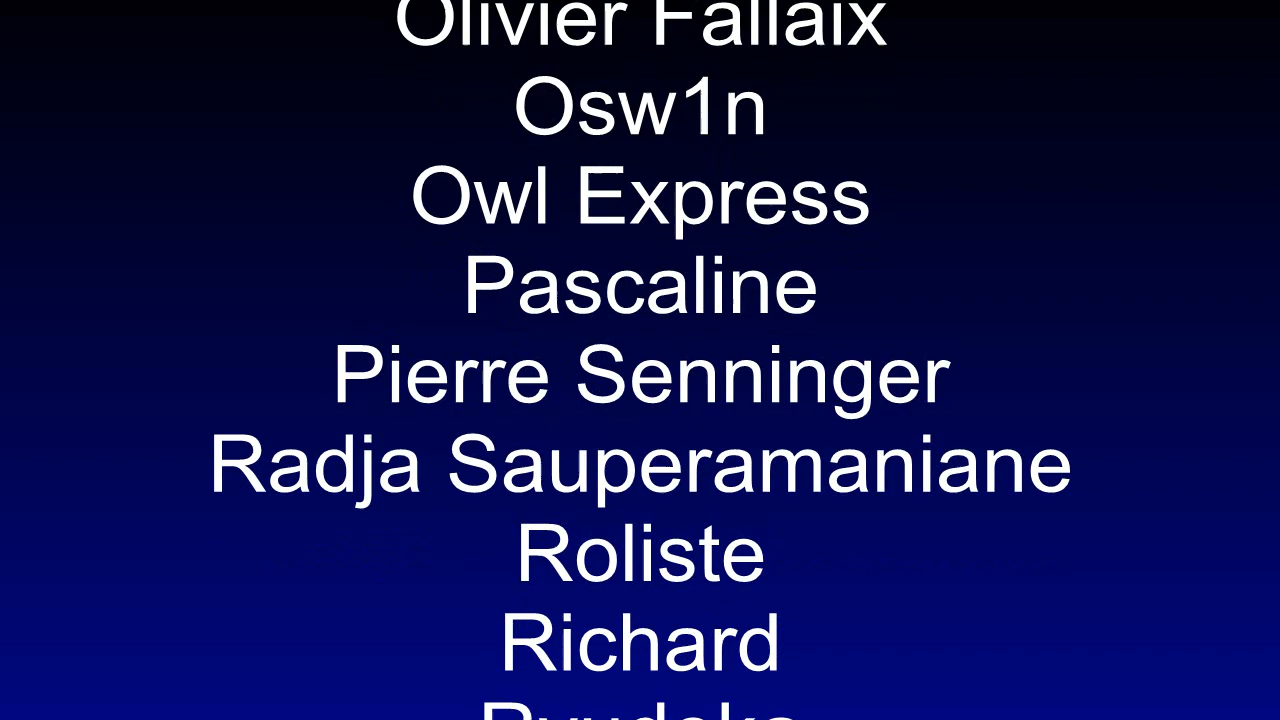 Olivier Fallaix
Osw1n
Owl Express
Pascaline
Pierre Senninger
Radja Sauperamaniane
Roliste
Richard